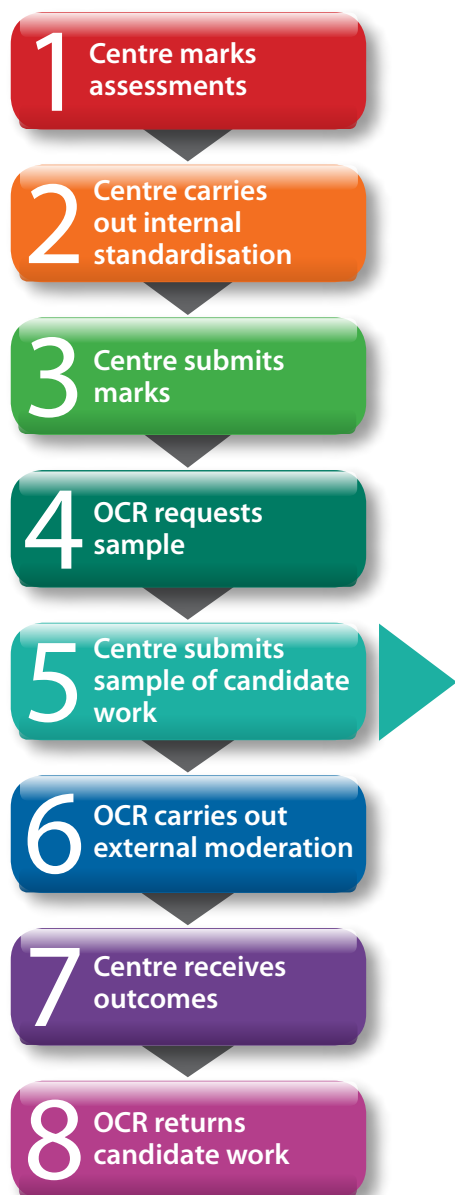 1 Centre marks
assessments
2 Centre carries
out internal
standardisation
3 Centre submits
marks
4 OCR requests
sample
5 Centre submits
sample of candidate
work
6 OCR carries out
external moderation
7 Centre receives
outcomes
8 OCR returns
candidate work